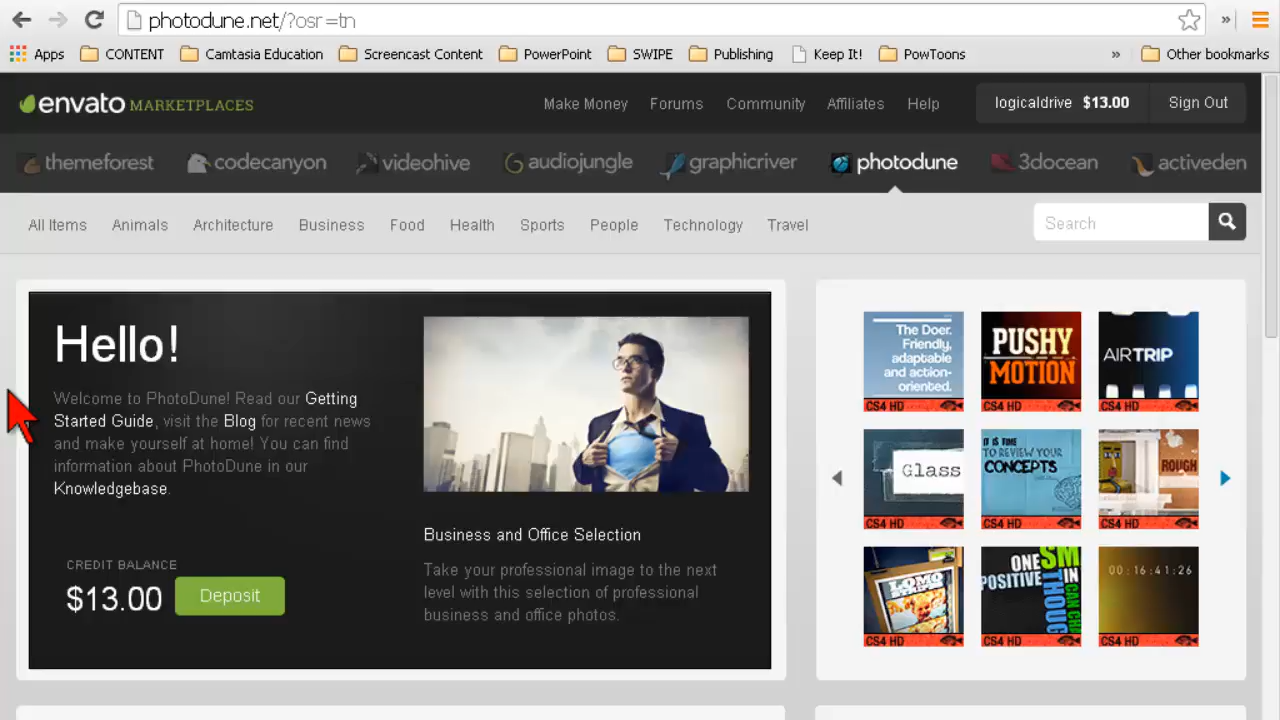 photodune.net/?osr=tn
»
Apps CONTENT Camtasia Education Screencast Content PowerPoint SWIPE Publishing Keep It! PowToons » Other bookmarks
envato MARKETPLACES Make Money Forums Community Affiliates Help logicaldrive $13.00 Sign Out
themeforest codecanyon videohive audiojungle graphicriver photodune 3docean activeden
All Items Animals Architecture Business Food Health Sports People Technology Travel Search
Hello!
Welcome to PhotoDune! Read our Getting
Started Guide, visit the Blog for recent news
and make yourself at home! You can find
information about PhotoDune in our
Knowledgebase.
CREDIT BALANCE
$13.00 Deposit
Business and Office Selection
Take your professional image to the next
level with this selection of professional
business and office photos.
The Doer.
Friendly,
adaptable
and action-
oriented.
CS4 HD
PUSHY
MOTION
CS4 HD
AIRTRIP
CS4 HD
Glass
CS4 HD
IT IS TIME
TO REVIEW YOUR
CONCEPTS
CS4 HD
ROUGH
CS4 HD
LOMO
CS4 HD
ONE
POSITIVE
SM
THOUG
IN
CAN CH
CS4 HD
00:16:41:26
CS4 HD